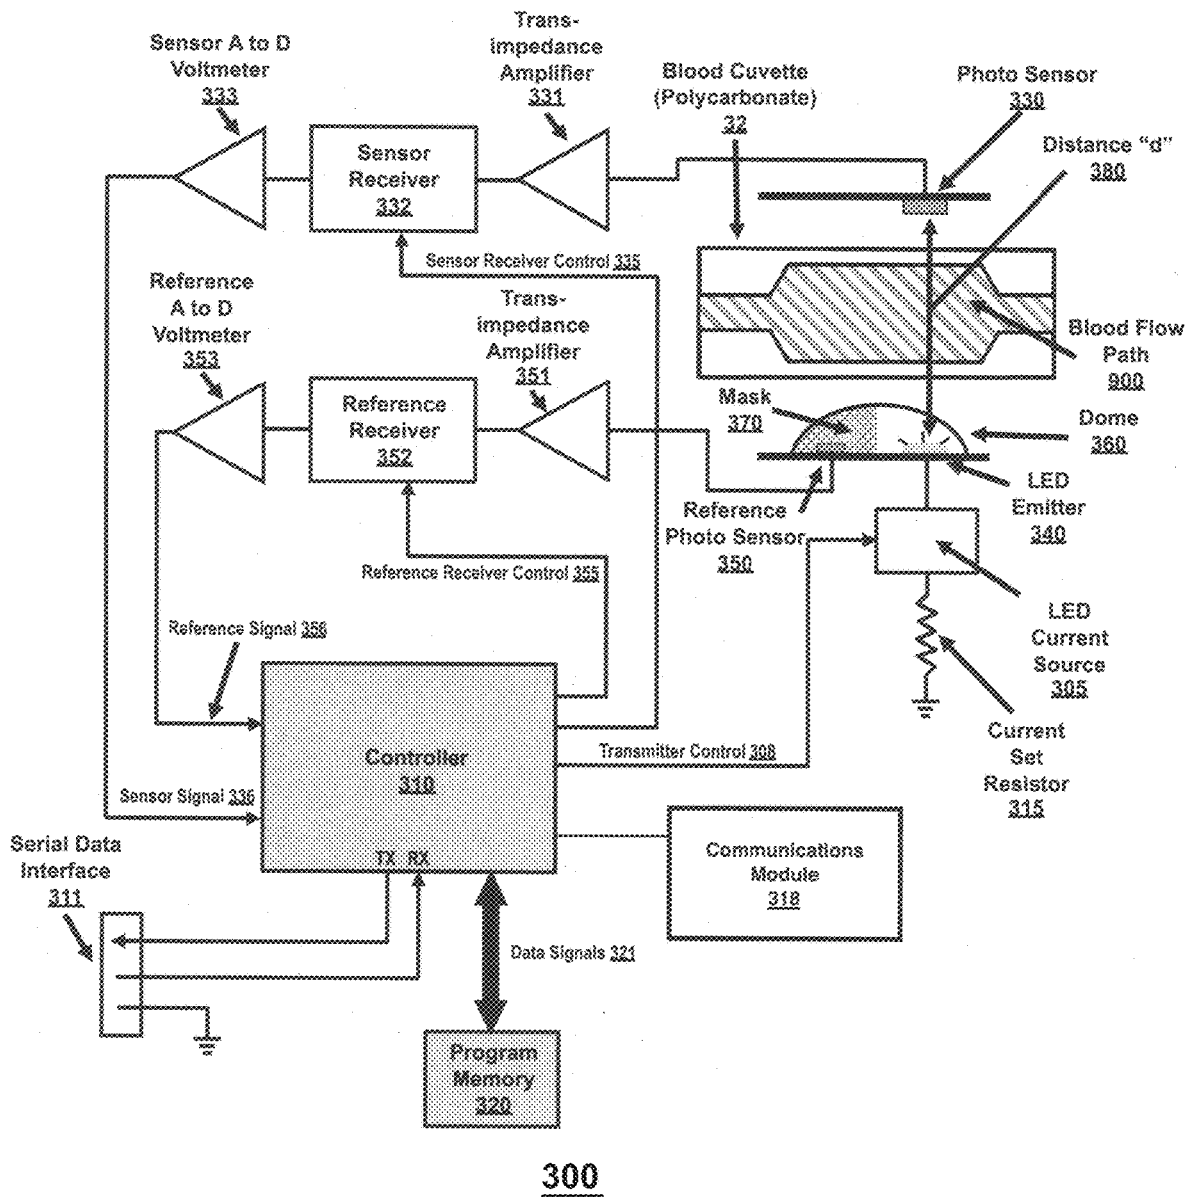 Sensor A to D
Voltmeter
333
Trans-
impedance
Amplifier
331
Blood Cuvette
(Polycarbonate)
32
Photo Sensor
330
Distance "d"
380
Sensor
Receiver
332
Sensor Receiver Control 335
Reference
A to D
Voltmeter
353
Trans-
impedance
Amplifier
351
Blood Flow
Path
900
Reference
Receiver
352
Mask
370
Dome
360
LED
Emitter
340
Reference
Photo Sensor
350
Reference Receiver Control 355
LED
Current
Source
305
Reference Signal 356
Controller
310
Transmitter Control 308
Current
Set
Resistor
315
Sensor Signal 336
Serial Data
Interface
311
TX RX
Communications
Module
318
Data Signals 321
Program
Memory
320
300